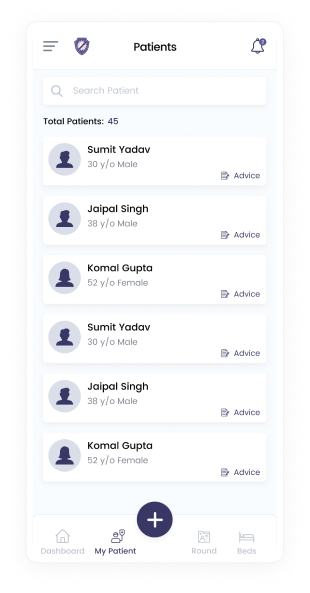 Patients
Search Patient
Total Patients: 45
Sumit Yadav
30 y/o Male
Advice
Jaipal Singh
38 y/o Male
Advice
Komal Gupta
52 y/o Female
Advice
Sumit Yadav
30 y/o Male
Advice
Jaipal Singh
38 y/o Male
Advice
Komal Gupta
52 y/o Female
Advice
Dashboard My Patient Round Beds